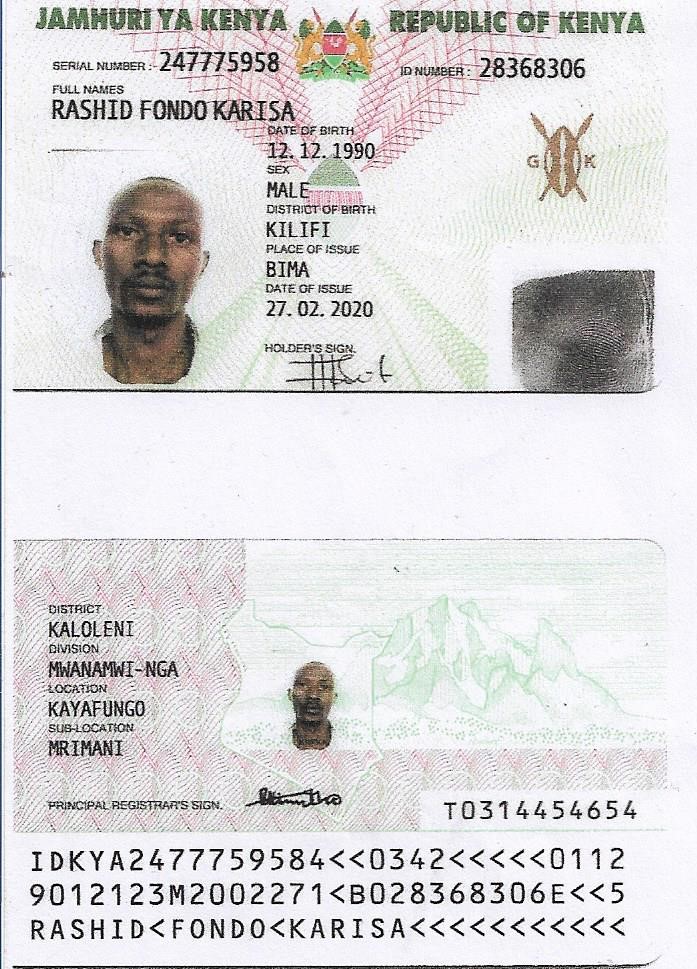 JAMHURI YA KENYA REPUBLIC OF KENYA
SERIAL NUMBER : 247775958 ID NUMBER : 28368306
FULL NAMES
RASHID FONDO KARISA
DATE OF BIRTH
12. 12. 1990
SEX
MALE
DISTRICT OF BIRTH
KILIFI
PLACE OF ISSUE
BIMA
DATE OF ISSUE
27. 02. 2020
HOLDER'S SIGN.
G K
DISTRICT
KALOLENI
DIVISION
MWANAMWI-NGA
LOCATION
KAYAFUNGO
SUB-LOCATION
MRIMANI
PRINCIPAL REGISTRAR'S SIGN.
T0314454654
IDKYA2477759584<<0342<<<<<0112
9012123M2002271<B028368306E<<5
RASHID<FONDO<KARISA<<<<<<<<<<<